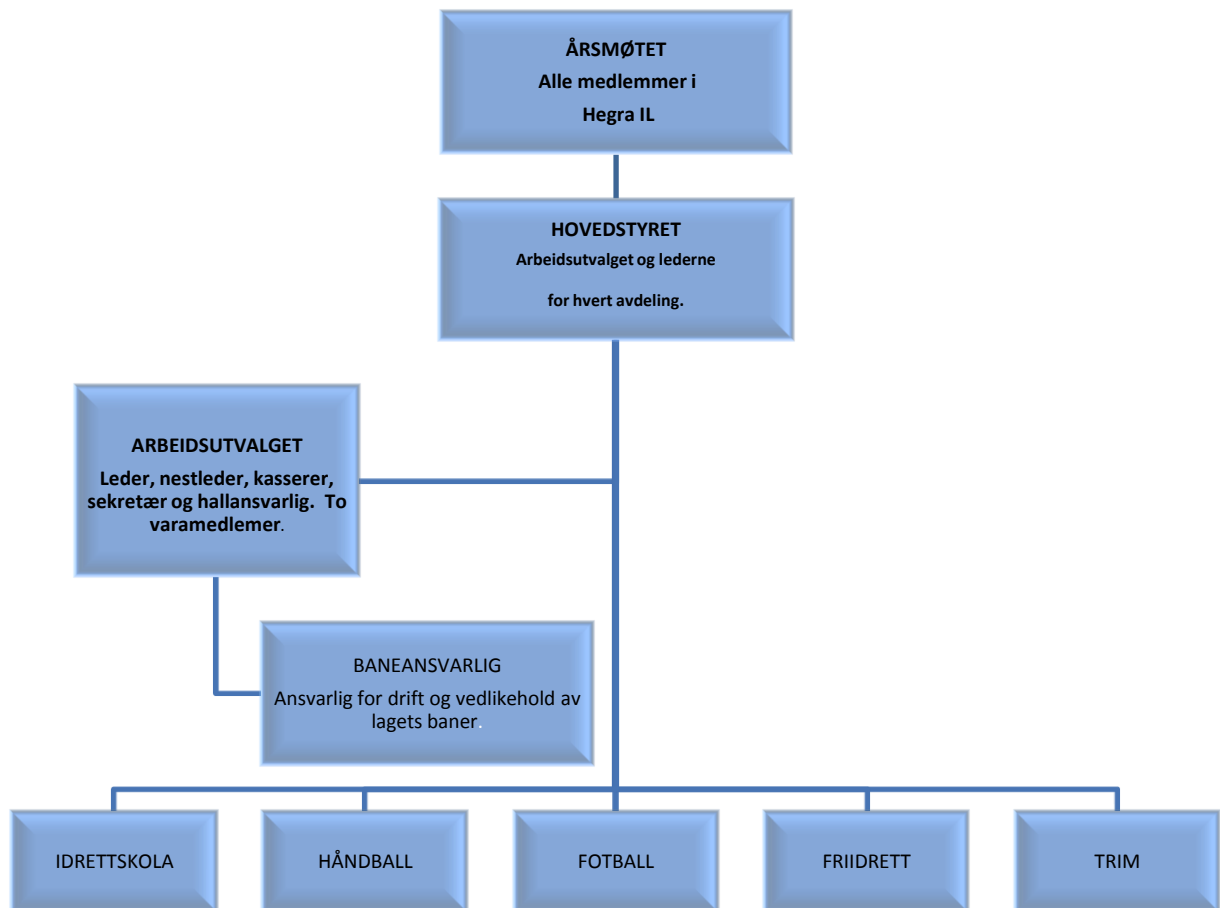 ÅRSMØTET
Alle medlemmer i
Hegra IL
HOVEDSTYRET
Arbeidsutvalget og lederne
for hvert avdeling.
ARBEIDSUTVALGET
Leder, nestleder, kasserer,
sekretær og hallansvarlig.  To
varamedlemer.
BANEANSVARLIG
Ansvarlig for drift og vedlikehold av
lagets baner.
IDRETTSKOLA
HÅNDBALL
FOTBALL
FRIIDRETT
TRIM